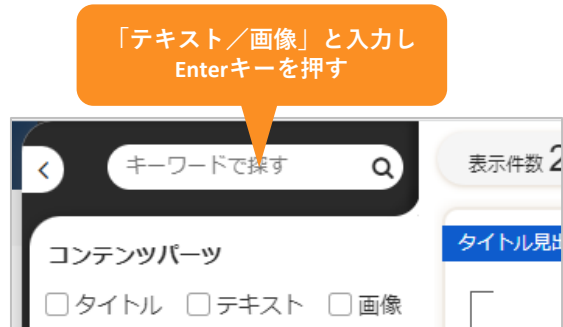 「テキスト／画像」と入力し
Enterキーを押す
キーワードで探す
表示件数 2
コンテンツパーツ
タイトル見出
タイトル テキスト 画像